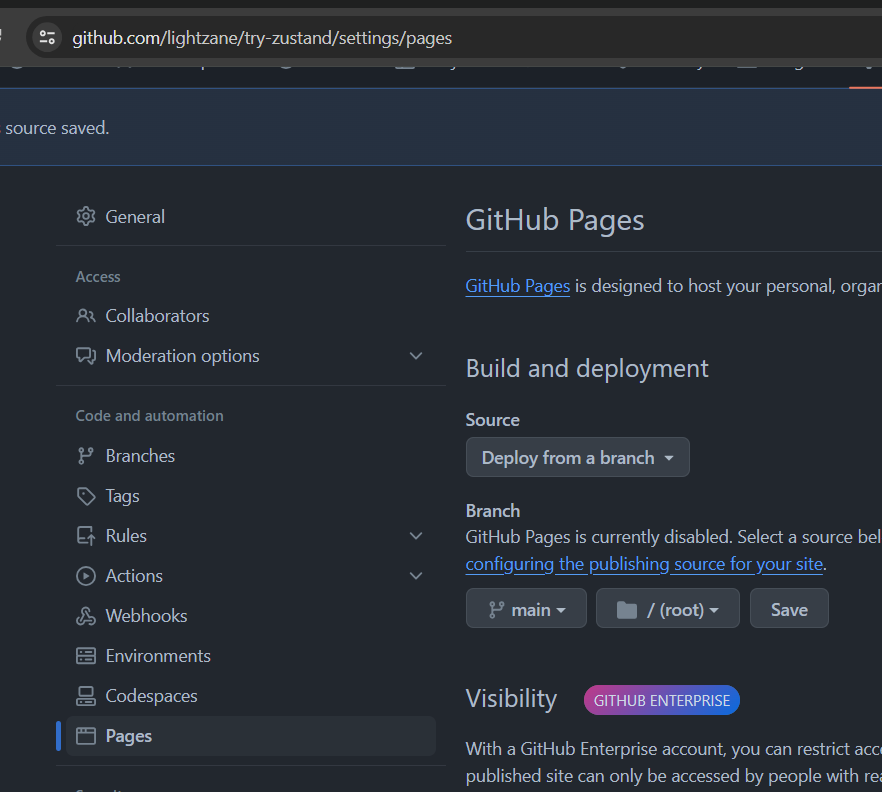 github.com/lightzane/try-zustand/settings/pages
source saved.
General
Access
Collaborators
Moderation options
Code and automation
Branches
Tags
Rules
Actions
Webhooks
Environments
Codespaces
Pages
GitHub Pages
GitHub Pages is designed to host your personal,
Build and deployment
Source
Deploy from a branch
Branch
GitHub Pages is currently disabled. Select a source
configuring the publishing source for your site.
main
/ (root)
Save
Visibility
GITHUB ENTERPRISE
With a GitHub Enterprise account, you can restrict
published site can only be accessed by people with